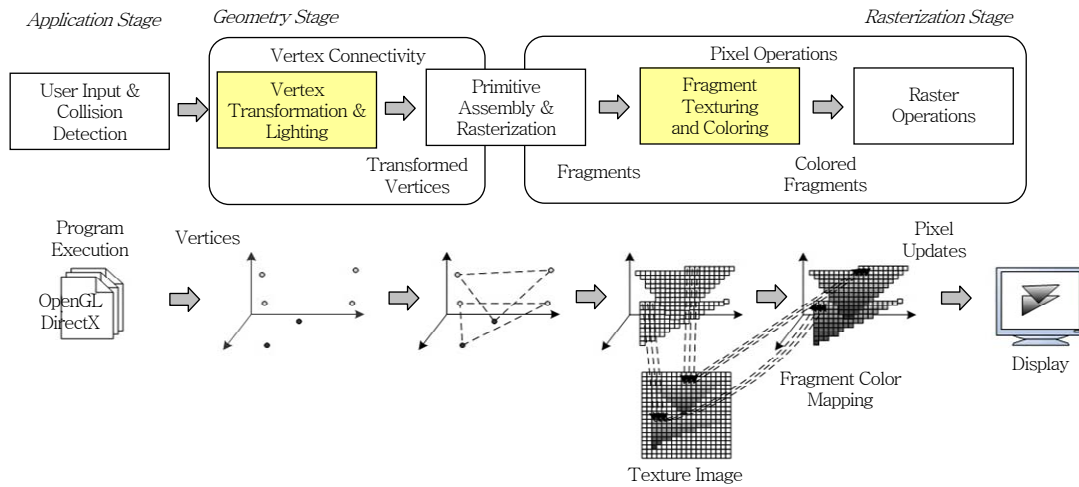 Application Stage
Geometry Stage
Rasterization Stage
Vertex Connectivity
Pixel Operations
User Input &
Collision
Detection
Vertex
Transformation &
Lighting
Primitive
Assembly &
Rasterization
Fragment
Texturing
and Coloring
Raster
Operations
Transformed
Vertices
Fragments
Colored
Fragments
Program
Execution
Vertices
Pixel
Updates
OpenGL
DirectX
Display
Fragment Color
Mapping
Texture Image